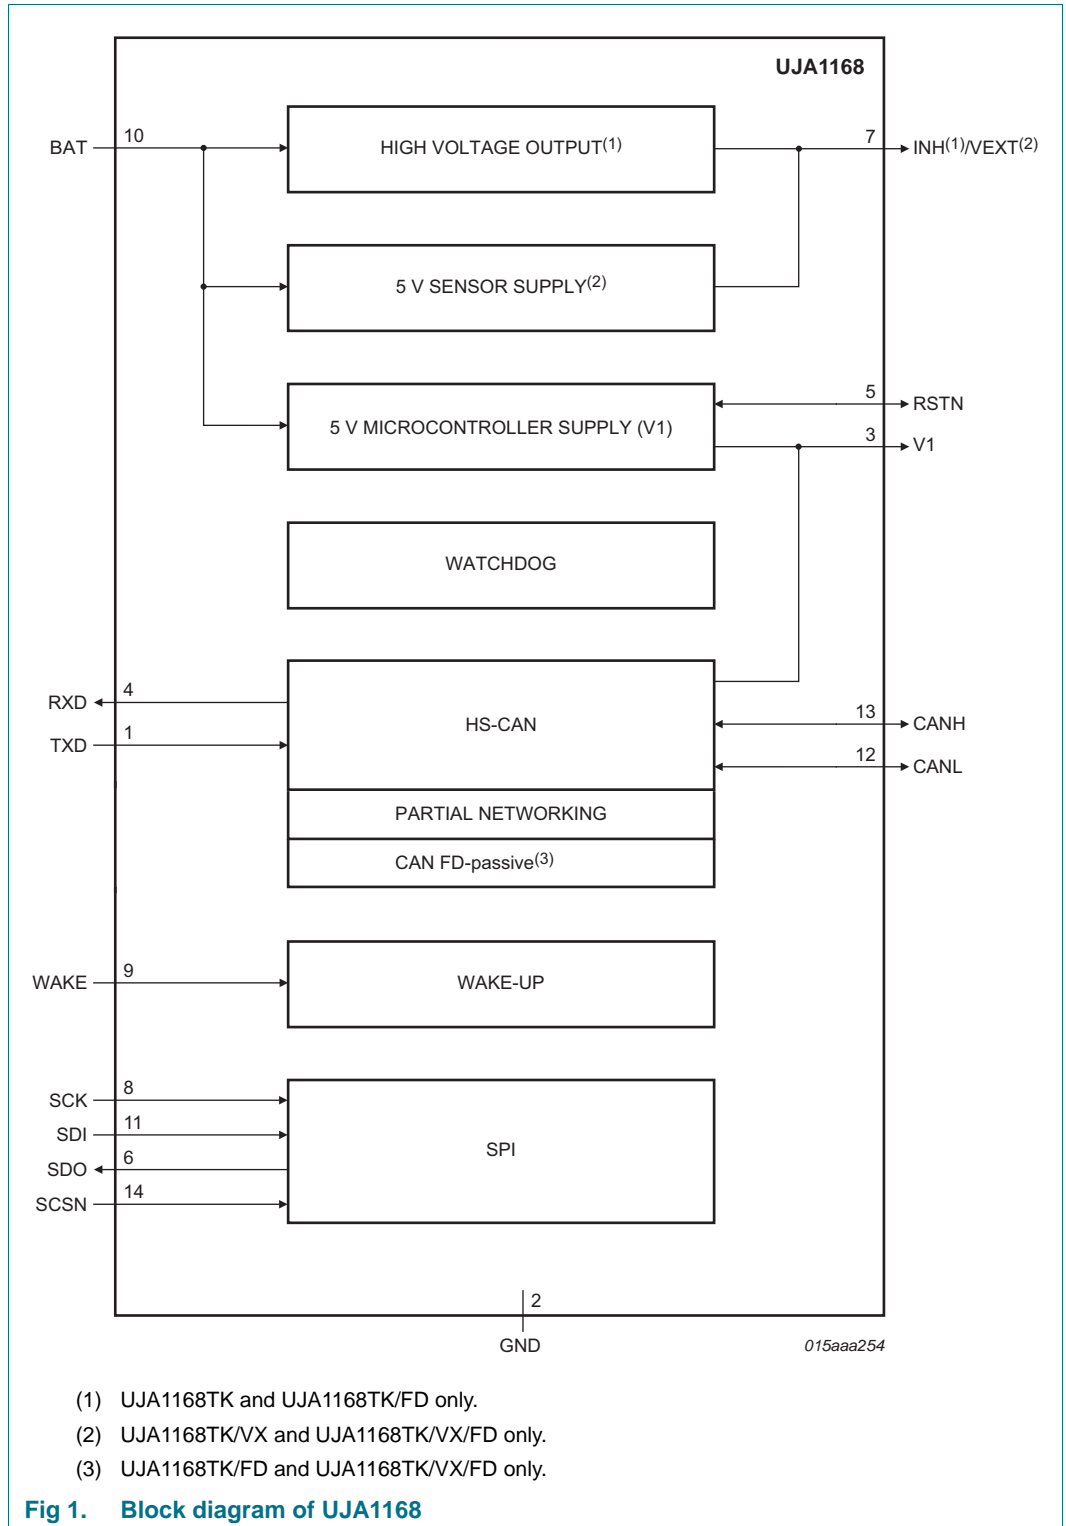 UJA1168
BAT
10
HIGH VOLTAGE OUTPUT(1)
7
INH(1)/VEXT(2)
5 V SENSOR SUPPLY(2)
5 V MICROCONTROLLER SUPPLY (V1)
5
RSTN
3
V1
WATCHDOG
RXD
4
TXD
1
HS-CAN
13
CANH
12
CANL
PARTIAL NETWORKING
CAN FD-passive(3)
WAKE
9
WAKE-UP
SCK
8
SDI
11
SDO
6
SCSN
14
SPI
2
GND
015aaa254
(1) UJA1168TK and UJA1168TK/FD only.
(2) UJA1168TK/VX and UJA1168TK/VX/FD only.
(3) UJA1168TK/FD and UJA1168TK/VX/FD only.
Fig 1. Block diagram of UJA1168